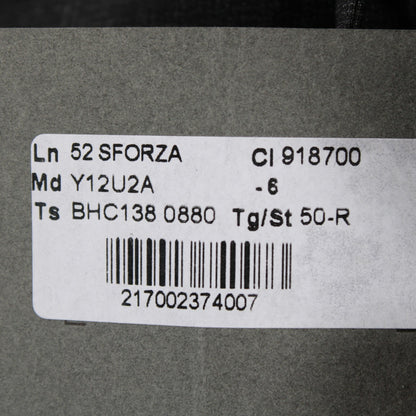 Ln 52 SFORZA Cl 918700
Md Y12U2A -6
Ts BHC138 0880 Tg/St 50-R
217002374007